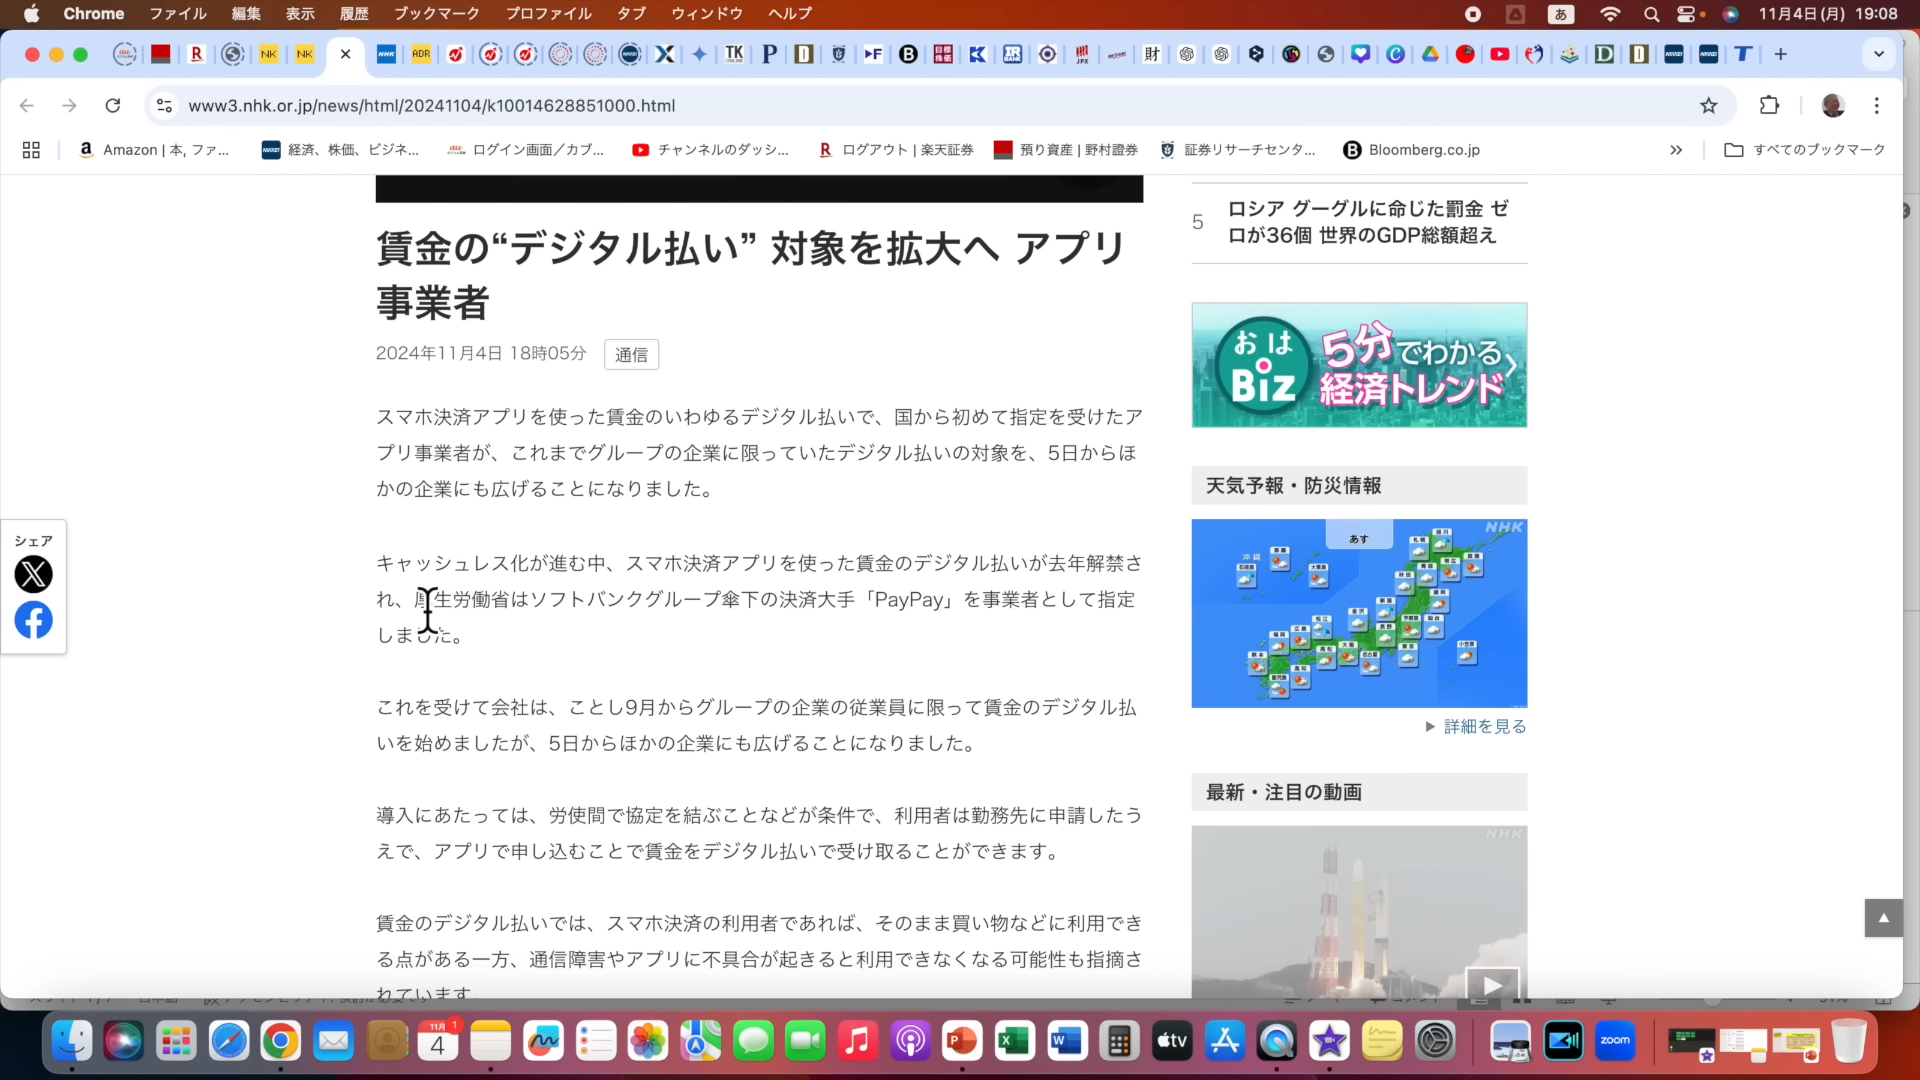 Chrome ファイル 編集 表示 履歴 ブックマーク プロファイル タブ ウィンドウ ヘルプ
あ 11月4日(月) 19:08
www3.nhk.or.jp/news/html/20241104/k10014628851000.html
Amazon | 本, ファ... 経済、株価、ビジネ... ログイン画面／カブ... チャンネルのダッシ... ログアウト | 楽天証券 預り資産 | 野村證券 証券リサーチセンタ... Bloomberg.co.jp すべてのブックマーク
賃金の“デジタル払い” 対象を拡大へ アプリ
事業者
2024年11月4日 18時05分 通信
スマホ決済アプリを使った賃金のいわゆるデジタル払いで、国から初めて指定を受けたア
プリ事業者が、これまでグループの企業に限っていたデジタル払いの対象を、5日からほ
かの企業にも広げることになりました。
キャッシュレス化が進む中、スマホ決済アプリを使った賃金のデジタル払いが去年解禁さ
れ、厚生労働省はソフトバンクグループ傘下の決済大手「PayPay」を事業者として指定
しました。
これを受けて会社は、ことし9月からグループの企業の従業員に限って賃金のデジタル払
いを始めましたが、5日からほかの企業にも広げることになりました。
導入にあたっては、労使間で協定を結ぶことなどが条件で、利用者は勤務先に申請したう
えで、アプリで申し込むことで賃金をデジタル払いで受け取ることができます。
賃金のデジタル払いでは、スマホ決済の利用者であれば、そのまま買い物などに利用でき
る点がある一方、通信障害やアプリに不具合が起きると利用できなくなる可能性も指摘さ
れています
シェア
5 ロシア グーグルに命じた罰金 ゼ
ロが36個 世界のGDP総額超え
おは
Biz
5分でわかる
経済トレンド
天気予報・防災情報
あす
NHK
沖縄
詳細を見る
最新・注目の動画
NHK
11月 1
4
tv
zoom